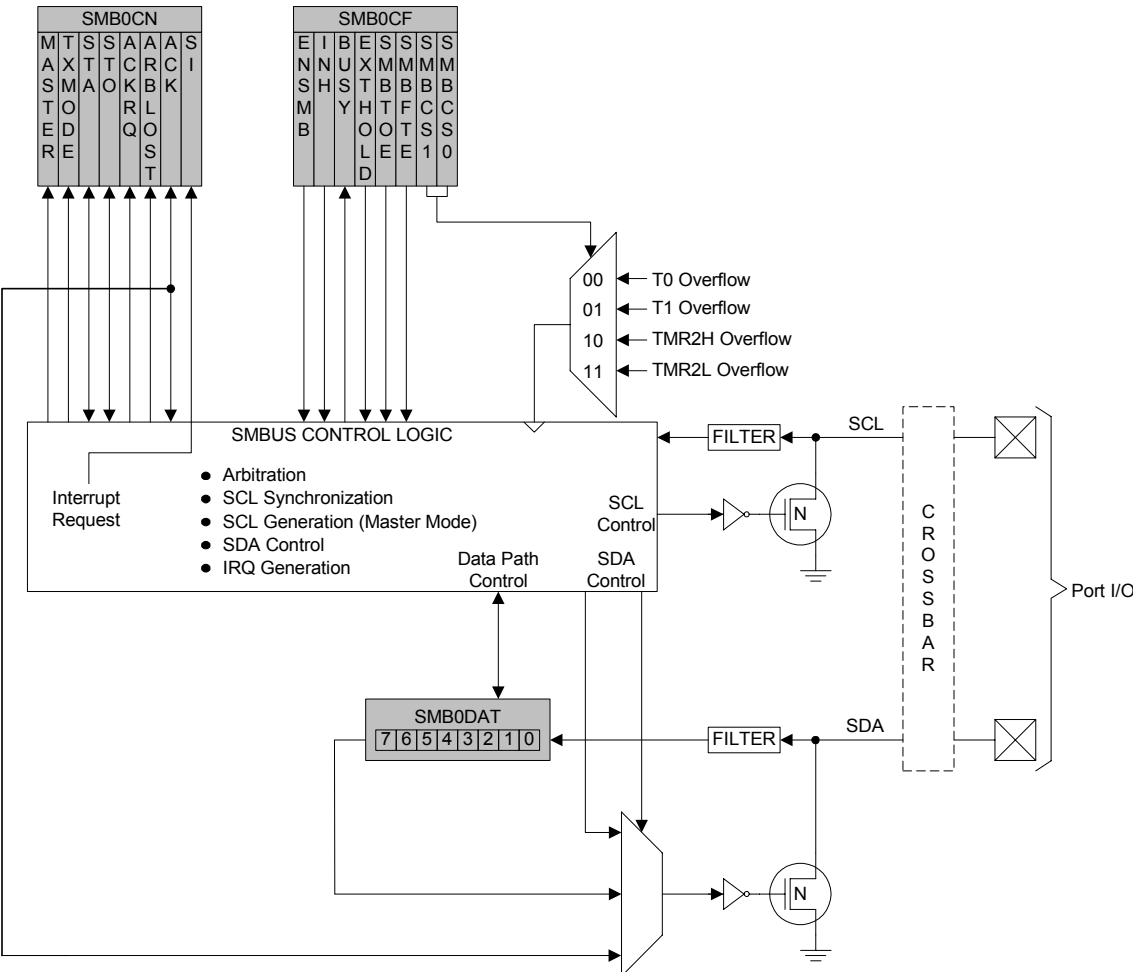 SMB0CN
MASTER
TXMODE
STA
STO
ACKRQ
ARBLOST
ACK
SI
SMB0CF
ENSMB
INH
BUSY
EXTHOLD
SMBTOE
SMBFTE
SMBCS1
SMBCS0
00
01
10
11
T0 Overflow
T1 Overflow
TMR2H Overflow
TMR2L Overflow
SMBUS CONTROL LOGIC
Interrupt
Request
● Arbitration
● SCL Synchronization
● SCL Generation (Master Mode)
● SDA Control
● IRQ Generation
SCL
Control
Data Path
Control
SDA
Control
FILTER
SCL
N
CROSSBAR
Port I/O
SMB0DAT
7 6 5 4 3 2 1 0
FILTER
SDA
N